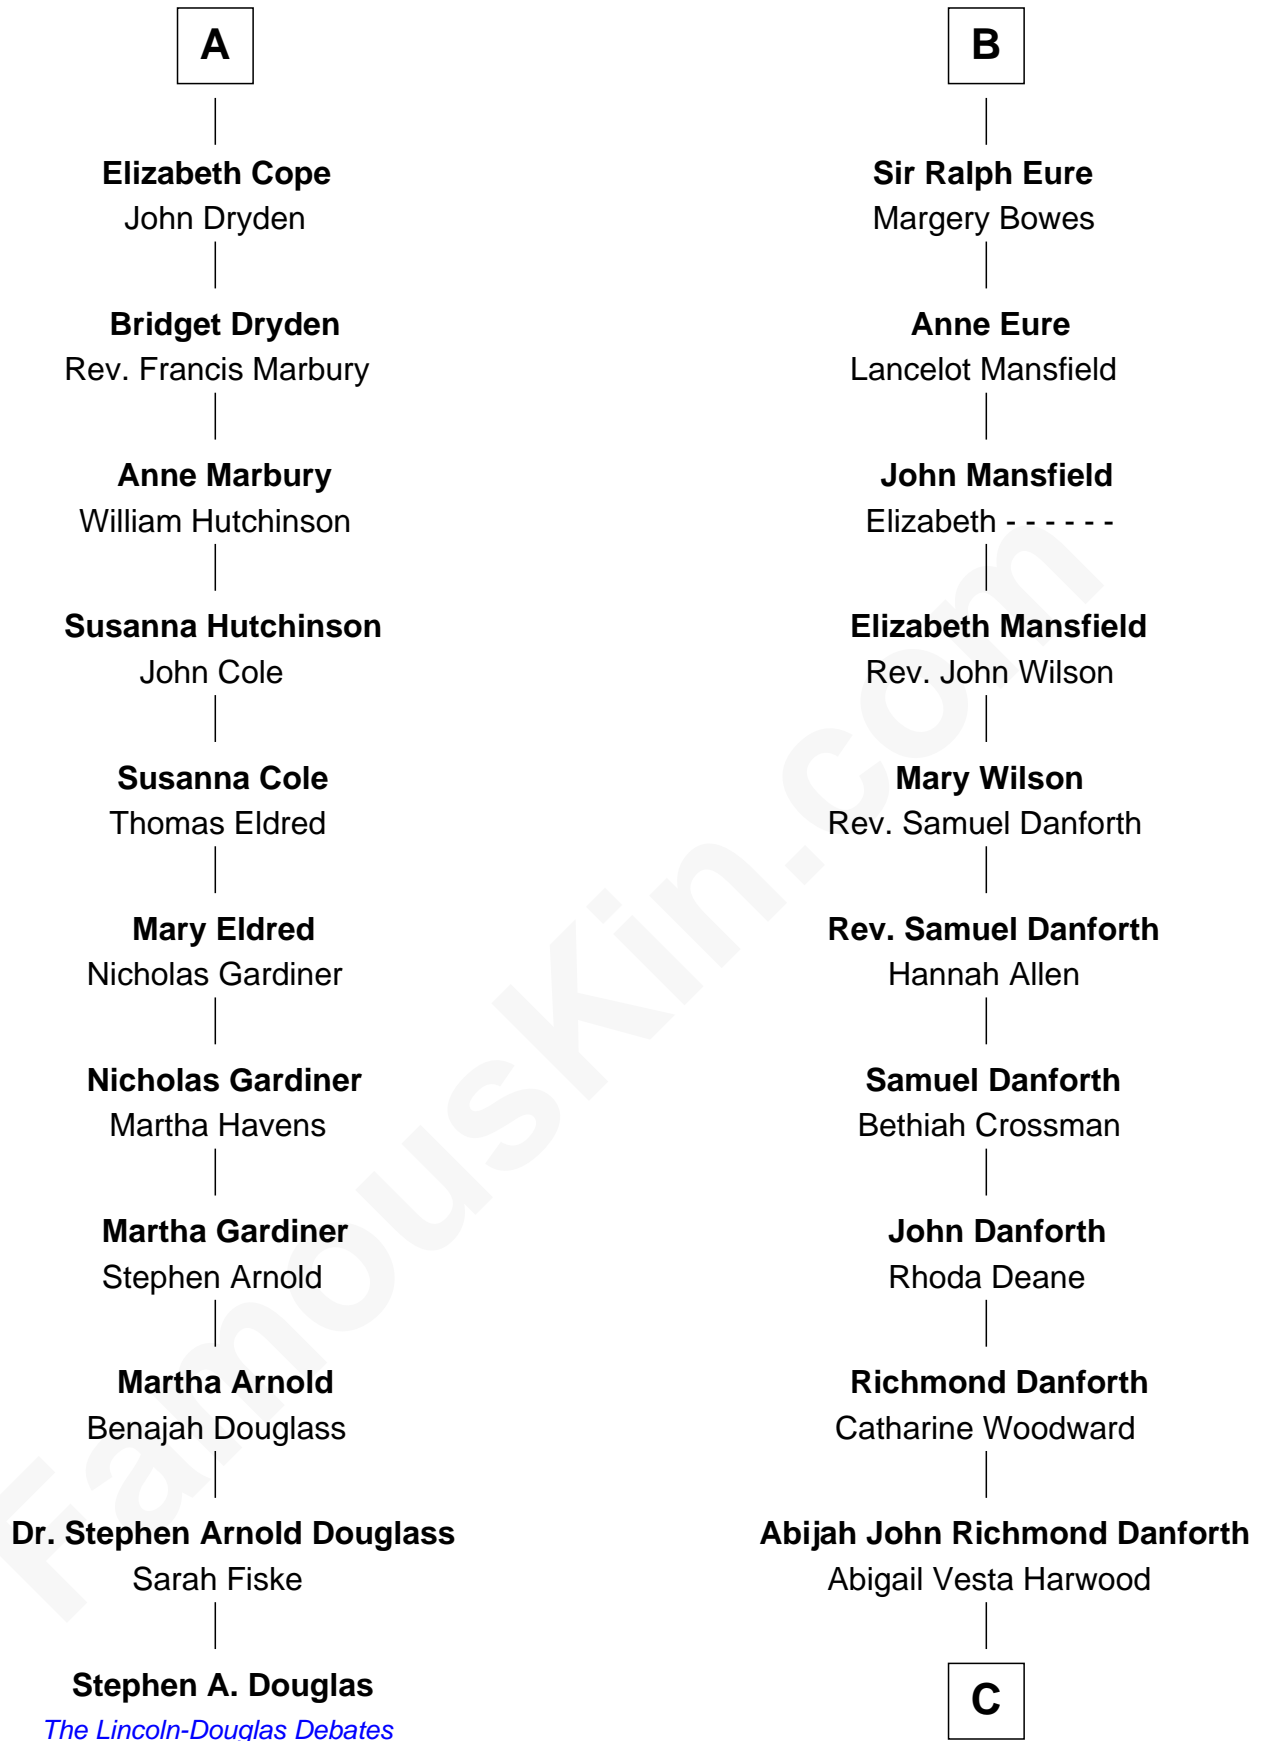 A
Elizabeth Cope
John Dryden
Bridget Dryden
Rev. Francis Marbury
Anne Marbury
William Hutchinson
Susanna Hutchinson
John Cole
Susanna Cole
Thomas Eldred
Mary Eldred
Nicholas Gardiner
Nicholas Gardiner
Martha Havens
Martha Gardiner
Stephen Arnold
Martha Arnold
Benajah Douglass
Dr. Stephen Arnold Douglass
Sarah Fiske
Stephen A. Douglas
The Lincoln-Douglas Debates
B
Sir Ralph Eure
Margery Bowes
Anne Eure
Lancelot Mansfield
John Mansfield
Elizabeth - - - - - -
Elizabeth Mansfield
Rev. John Wilson
Mary Wilson
Rev. Samuel Danforth
Rev. Samuel Danforth
Hannah Allen
Samuel Danforth
Bethiah Crossman
John Danforth
Rhoda Deane
Richmond Danforth
Catharine Woodward
Abijah John Richmond Danforth
Abigail Vesta Harwood
C
FamousKin.com